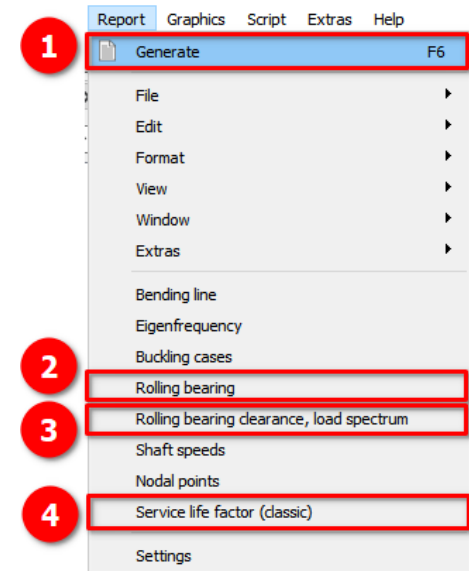 Report Graphics Script Extras Help
1 Generate F6
File
Edit
Format
View
Window
Extras
Bending line
Eigenfrequency
Buckling cases
2 Rolling bearing
3 Rolling bearing clearance, load spectrum
Shaft speeds
Nodal points
4 Service life factor (classic)
Settings